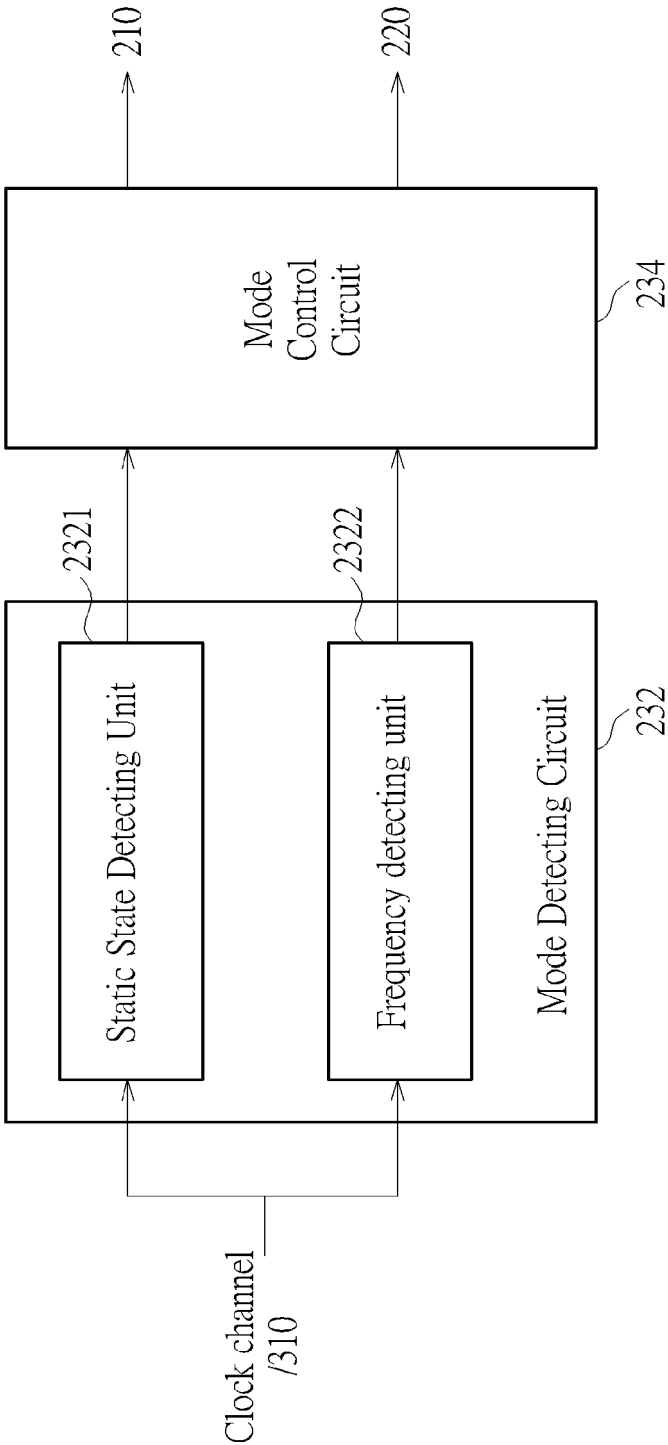 Clock channel
/310
Static State Detecting Unit
2321
Frequency detecting unit
2322
Mode Detecting Circuit
232
Mode
Control
Circuit
234
210
220